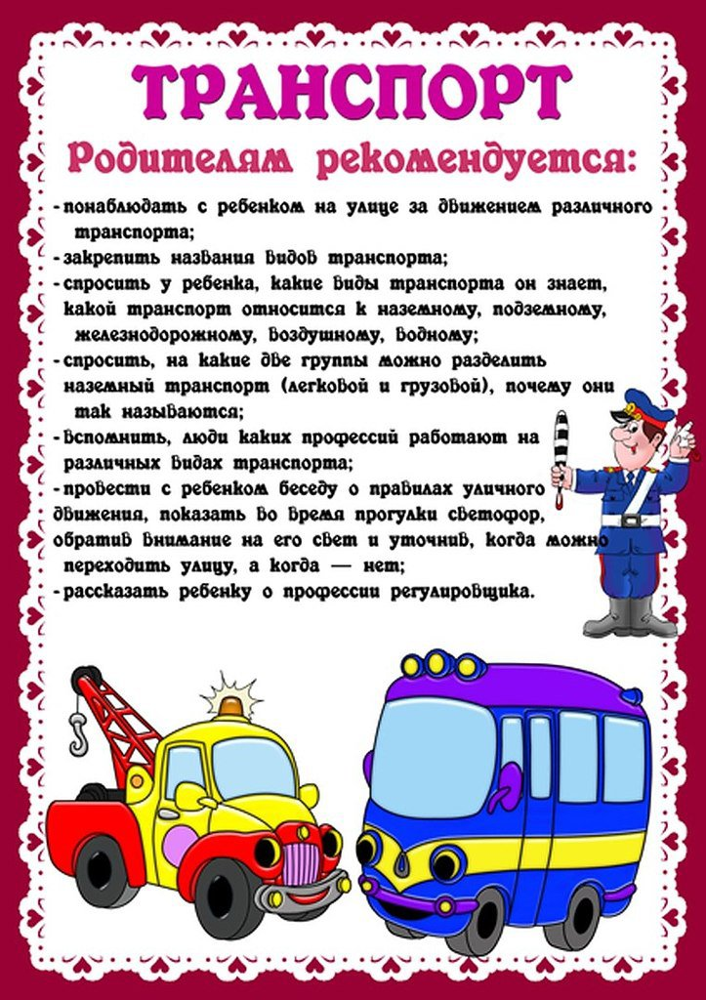 ТРАНСПОРТ
Родителям рекомендуется:
- понаблюдать с ребенком на улице за движением различного
транспорта;
- закрепить названия видов транспорта;
- спросить у ребенка, какие виды транспорта он знает,
какой транспорт относится к наземному, подземному,
железнодорожному, воздушному, водному;
- спросить, на какие две группы можно разделить
наземный транспорт (легковой и грузовой), почему они
так называются;
- вспомнить, люди каких профессий работают на
различных видах транспорта;
- провести с ребенком беседу о правилах уличного
движения, показать во время прогулки светофор,
обратив внимание на его свет и уточнив, когда можно
переходить улицу, а когда — нет;
- рассказать ребенку о профессии регулировщика.